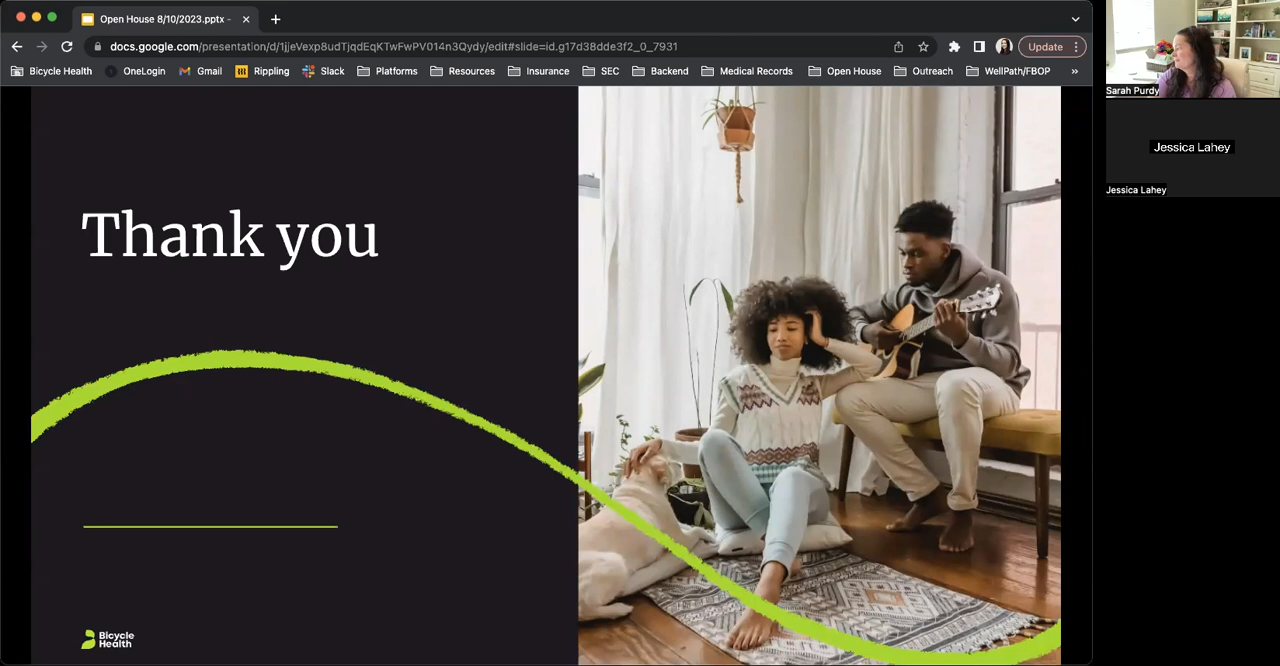 Open House 8/10/2023.pptx -
docs.google.com/presentation/d/1jjeVexp8udTjqdEqKTwFwPV014n3Qydy/edit#slide=id.g17d38dde3f2_0_7931
Update
Bicycle Health
OneLogin
Gmail
Rippling
Slack
Platforms
Resources
Insurance
SEC
Backend
Medical Records
Open House
Outreach
WellPath/FBOP
»
Thank you
Bicycle
Health
Sarah Purdy
Jessica Lahey
Jessica Lahey